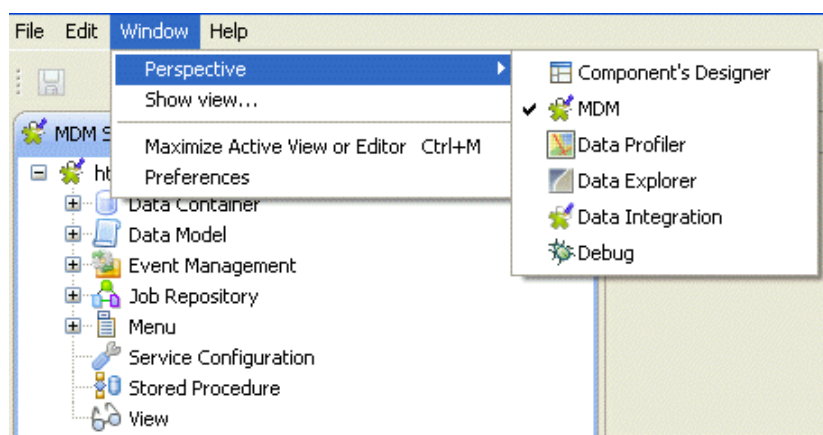 File Edit Window Help
Perspective
Show view...
Maximize Active View or Editor Ctrl+M
Preferences
Component's Designer
MDM
Data Profiler
Data Explorer
Data Integration
Debug
MDM S
ht
Data Container
Data Model
Event Management
Job Repository
Menu
Service Configuration
Stored Procedure
View